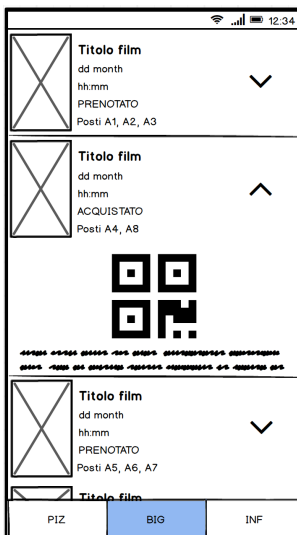 12:34
Titolo film
dd month
hh:mm
PRENOTATO
Posti A1, A2, A3
Titolo film
dd month
hh:mm
ACQUISTATO
Posti A4, A8
Titolo film
dd month
hh:mm
PRENOTATO
Posti A5, A6, A7
Titolo film
PIZ BIG INF